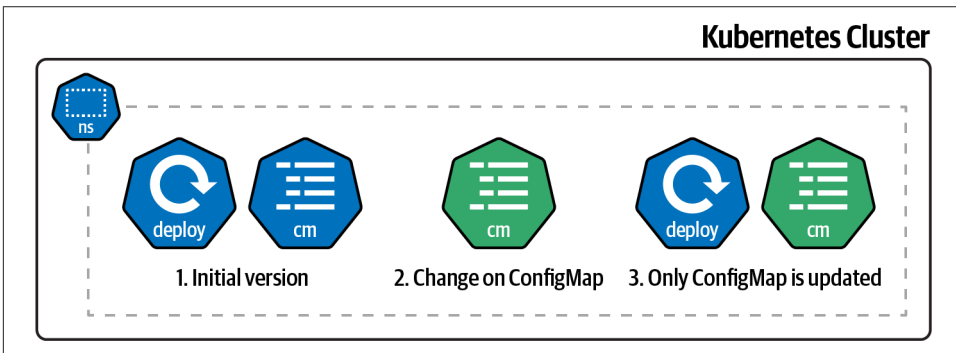 Kubernetes Cluster
ns
deploy
cm
cm
deploy
cm
1. Initial version
2. Change on ConfigMap
3. Only ConfigMap is updated